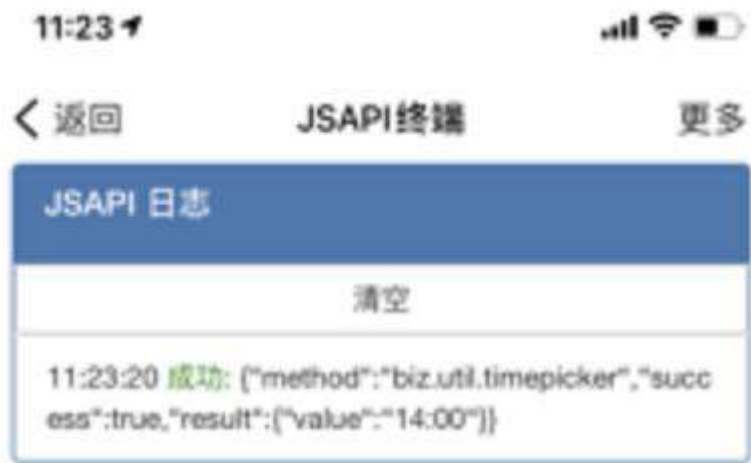 11:23
返回 JSAPI终端 更多
JSAPI 日志
清空
11:23:20 成功: {"method":"biz.util.timepicker","succ
ess":true,"result":{"value":"14:00"}}